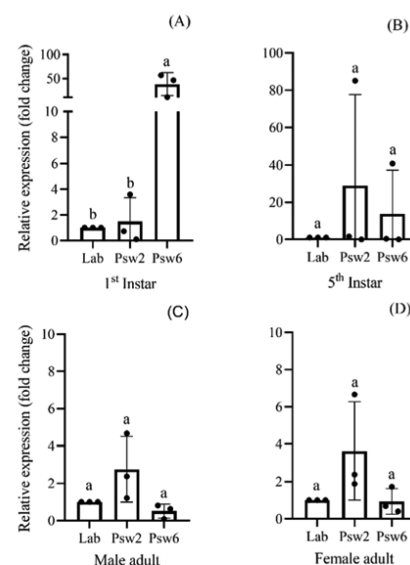 (A)
Relative expression (fold change)
100
50
10
8
6
4
2
0
b
b
a
Lab Psw2 Psw6
1st Instar
(B)
100
80
60
40
20
0
a
a
a
Lab Psw2 Psw6
5th Instar
(C)
Relative expression (fold change)
10
8
6
4
2
0
a
a
a
Lab Psw2 Psw6
Male adult
(D)
10
8
6
4
2
0
a
a
a
Lab Psw2 Psw6
Female adult